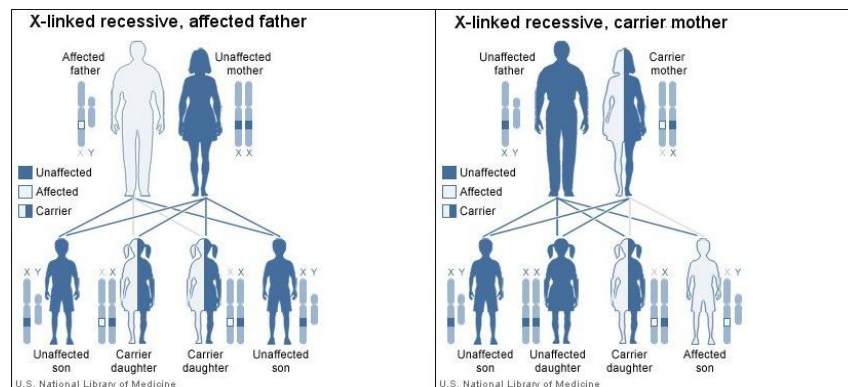 X-linked recessive, affected father
Affected
father
Unaffected
mother
X Y
X X
Unaffected
Affected
Carrier
X Y
X X
X X
X Y
Unaffected
son
Carrier
daughter
Carrier
daughter
Unaffected
son
U.S. National Library of Medicine
X-linked recessive, carrier mother
Unaffected
father
Carrier
mother
X Y
X X
Unaffected
Affected
Carrier
X Y
X X
X X
X Y
Unaffected
son
Unaffected
daughter
Carrier
daughter
Affected
son
U.S. National Library of Medicine